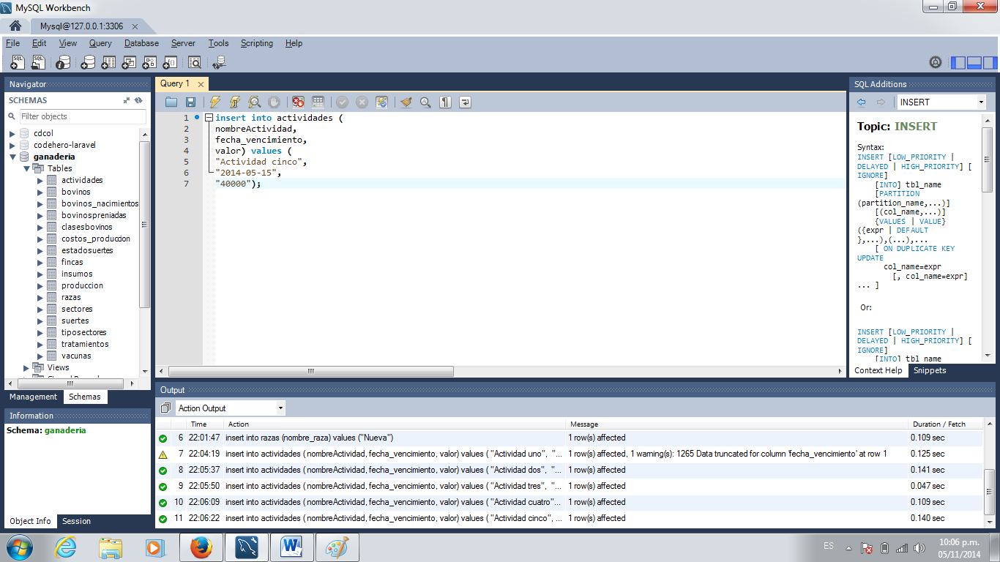 MySQL Workbench
Mysql@127.0.0.1:3306
File Edit View Query Database Server Tools Scripting Help
Navigator
SCHEMAS
Filter objects
cdcol
codehero-laravel
ganaderia
Tables
actividades
bovinos
bovinos_nacimientos
bovinospreniadas
clasesbovinos
costos_produccion
estadosuertes
fincas
insumos
produccion
razas
sectores
suertes
tiposectores
tratamientos
vacunas
Views
Management Schemas
Information
Schema: ganaderia
Object Info Session
Query 1
1 insert into actividades (
2 nombreActividad,
3 fecha_vencimiento,
4 valor) values (
5 "Actividad cinco",
6 "2014-05-15",
7 "40000");
SQL Additions
INSERT
Topic: INSERT
Syntax:
INSERT [LOW_PRIORITY |
DELAYED | HIGH_PRIORITY] [
IGNORE]
[INTO] tbl_name
[PARTITION
(partition_name,...)]
[(col_name,...)]
{VALUES | VALUE}
({expr | DEFAULT
},...),(...),...
[ ON DUPLICATE KEY
UPDATE
col_name=expr
[, col_name=expr]
... ]
Or:
INSERT [LOW_PRIORITY |
DELAYED | HIGH_PRIORITY] [
IGNORE]
[INTO] tbl_name
Context Help Snippets
Output
Action Output
Time Action Message Duration / Fetch
6 22:01:47 insert into razas (nombre_raza) values ("Nueva") 1 row(s) affected 0.109 sec
7 22:04:19 insert into actividades ( nombreActividad, fecha_vencimiento, valor) values ( "Actividad uno", "... 1 row(s) affected, 1 warning(s): 1265 Data truncated for column 'fecha_vencimiento' at row 1 0.125 sec
8 22:05:37 insert into actividades ( nombreActividad, fecha_vencimiento, valor) values ( "Actividad dos", "... 1 row(s) affected 0.141 sec
9 22:05:50 insert into actividades ( nombreActividad, fecha_vencimiento, valor) values ( "Actividad tres", "... 1 row(s) affected 0.047 sec
10 22:06:09 insert into actividades ( nombreActividad, fecha_vencimiento, valor) values ( "Actividad cuatro"... 1 row(s) affected 0.109 sec
11 22:06:22 insert into actividades ( nombreActividad, fecha_vencimiento, valor) values ( "Actividad cinco", ... 1 row(s) affected 0.140 sec
ES
10:06 p.m.
05/11/2014